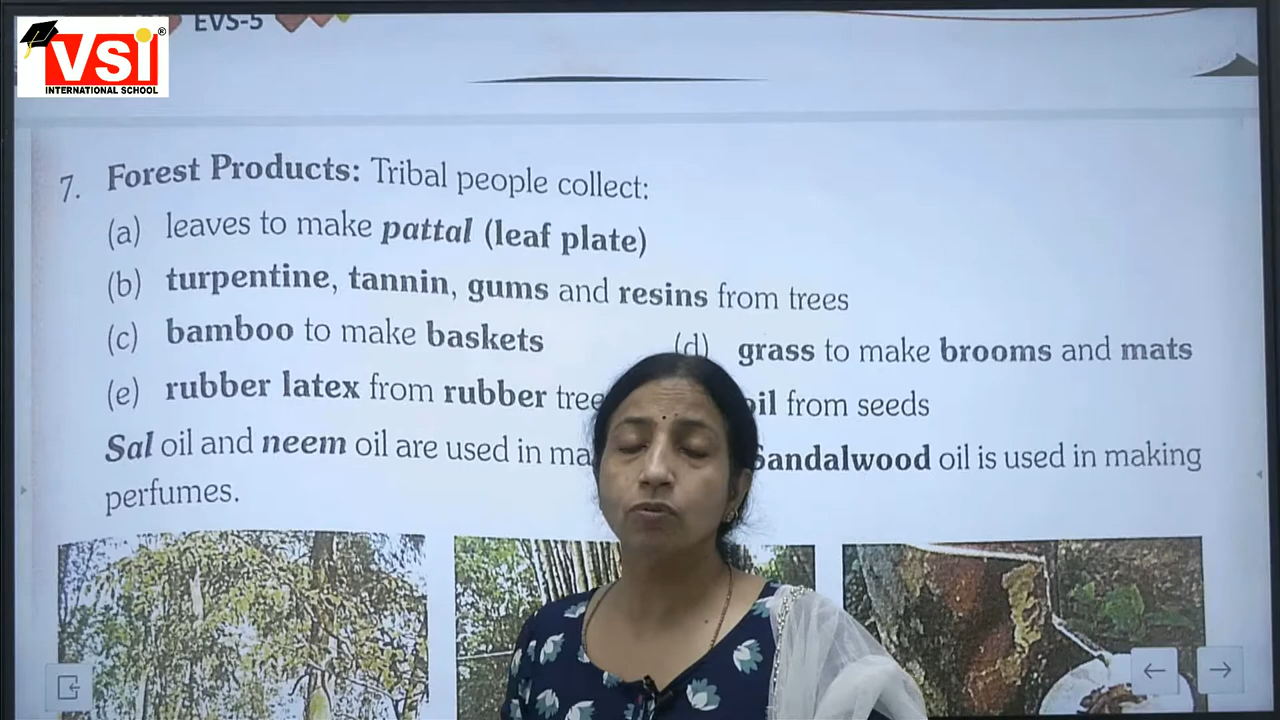 EVS-5
VSI
®
INTERNATIONAL SCHOOL
7. Forest Products: Tribal people collect:
(a) leaves to make pattal (leaf plate)
(b) turpentine, tannin, gums and resins from trees
(c) bamboo to make baskets (d) grass to make brooms and mats
(e) rubber latex from rubber oil from seeds
Sal oil and neem oil are used in Sandalwood oil is used in making
perfumes.